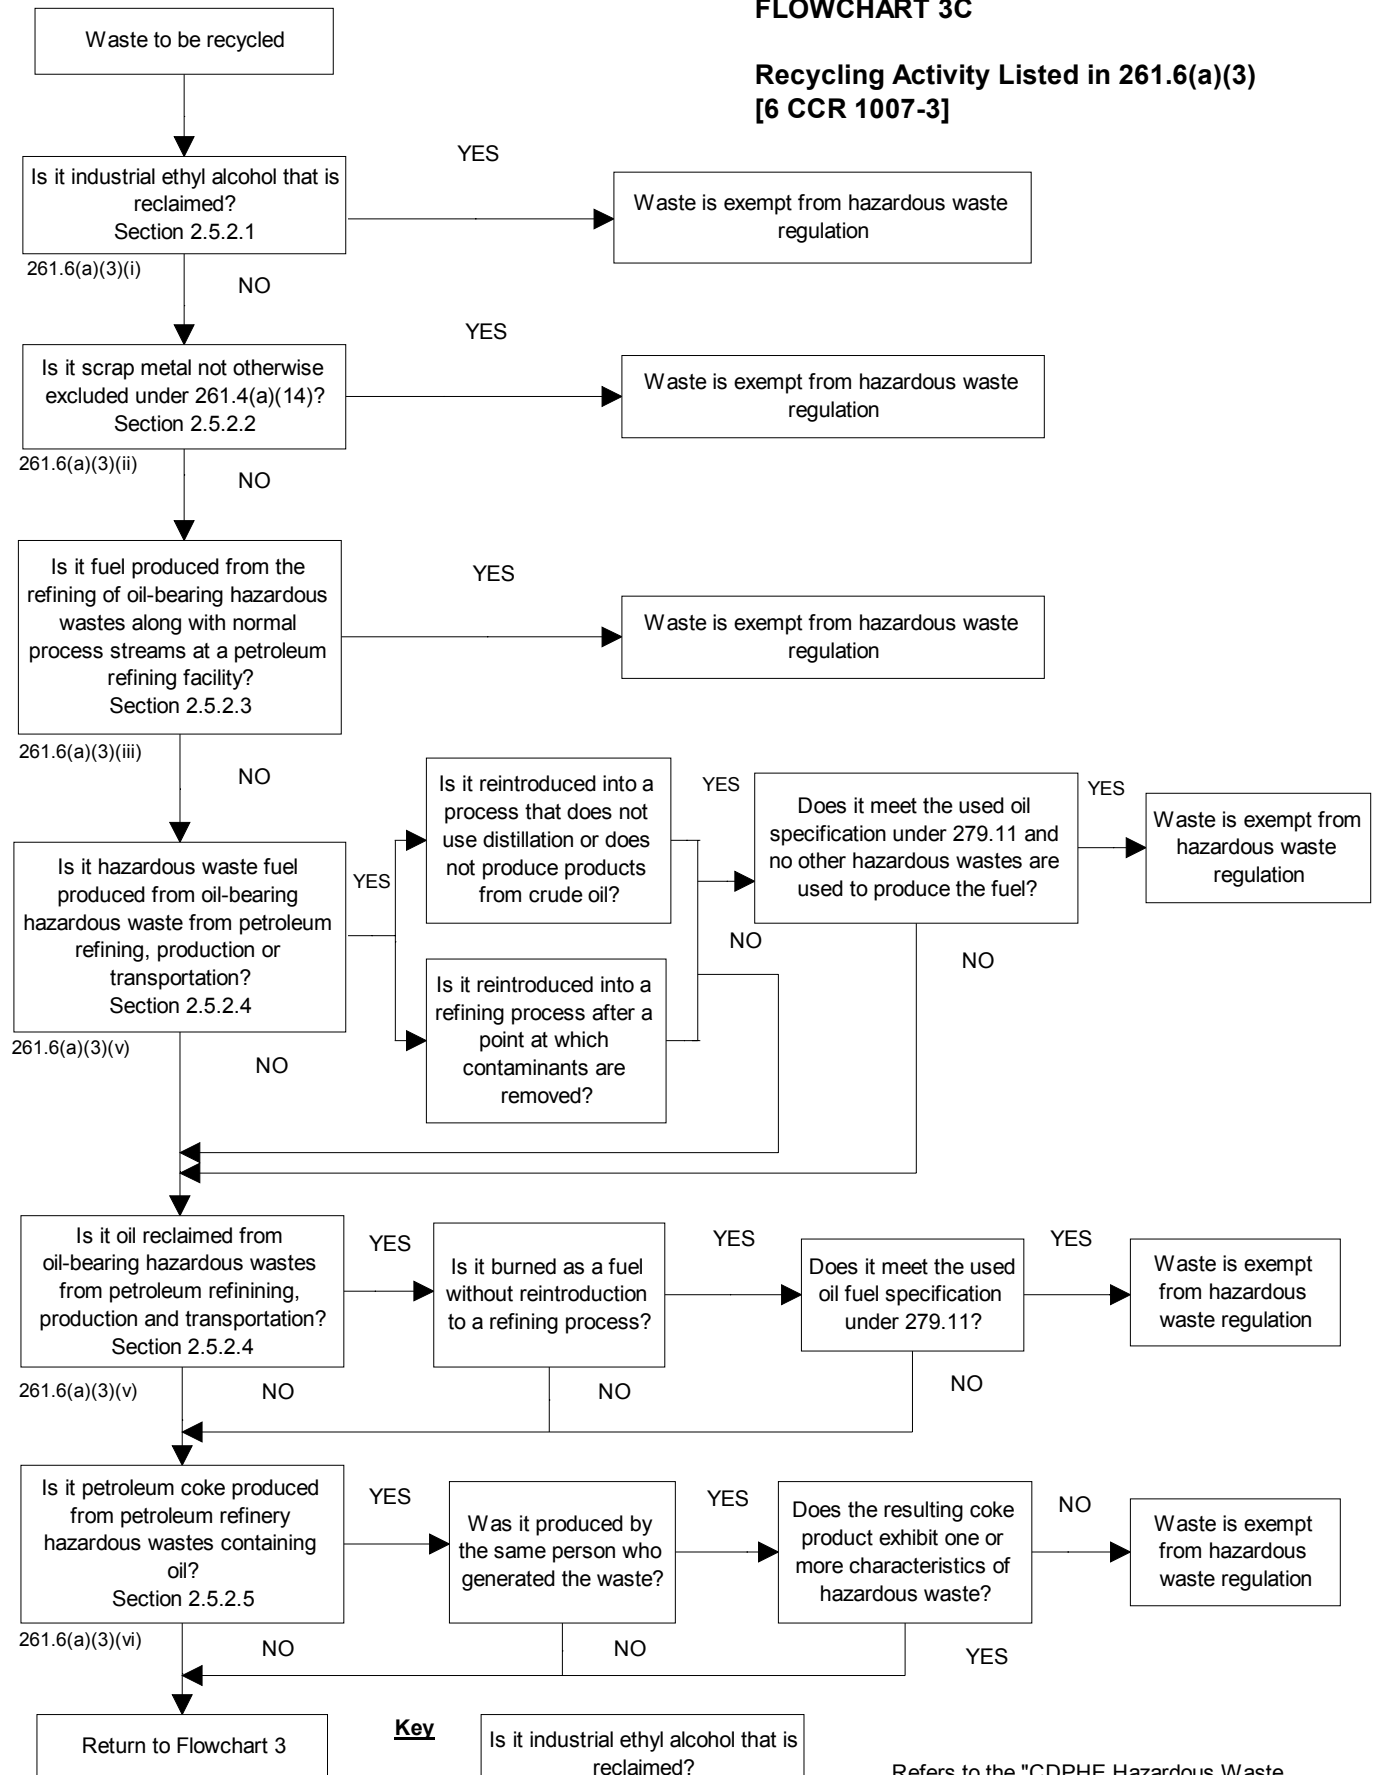 FLOWCHART 3C
Recycling Activity Listed in 261.6(a)(3)
[6 CCR 1007-3]
Waste to be recycled
Is it industrial ethyl alcohol that is
reclaimed?
Section 2.5.2.1
261.6(a)(3)(i)
YES
Waste is exempt from hazardous waste
regulation
NO
Is it scrap metal not otherwise
excluded under 261.4(a)(14)?
Section 2.5.2.2
261.6(a)(3)(ii)
YES
Waste is exempt from hazardous waste
regulation
NO
Is it fuel produced from the
refining of oil-bearing hazardous
wastes along with normal
process streams at a petroleum
refining facility?
Section 2.5.2.3
261.6(a)(3)(iii)
YES
Waste is exempt from hazardous waste
regulation
NO
Is it hazardous waste fuel
produced from oil-bearing
hazardous waste from petroleum
refining, production or
transportation?
Section 2.5.2.4
261.6(a)(3)(v)
YES
Is it reintroduced into a
process that does not
use distillation or does
not produce products
from crude oil?
Is it reintroduced into a
refining process after a
point at which
contaminants are
removed?
YES
NO
Does it meet the used oil
specification under 279.11 and
no other hazardous wastes are
used to produce the fuel?
YES
NO
Waste is exempt from
hazardous waste
regulation
NO
Is it oil reclaimed from
oil-bearing hazardous wastes
from petroleum refinining,
production and transportation?
Section 2.5.2.4
261.6(a)(3)(v)
YES
Is it burned as a fuel
without reintroduction
to a refining process?
YES
Does it meet the used
oil fuel specification
under 279.11?
YES
Waste is exempt
from hazardous
waste regulation
NO
NO
NO
Is it petroleum coke produced
from petroleum refinery
hazardous wastes containing
oil?
Section 2.5.2.5
261.6(a)(3)(vi)
YES
Was it produced by
the same person who
generated the waste?
YES
Does the resulting coke
product exhibit one or
more characteristics of
hazardous waste?
NO
Waste is exempt
from hazardous
waste regulation
NO
NO
YES
Return to Flowchart 3
Key
Is it industrial ethyl alcohol that is
reclaimed?
Refers to the "CDPHE Hazardous Waste